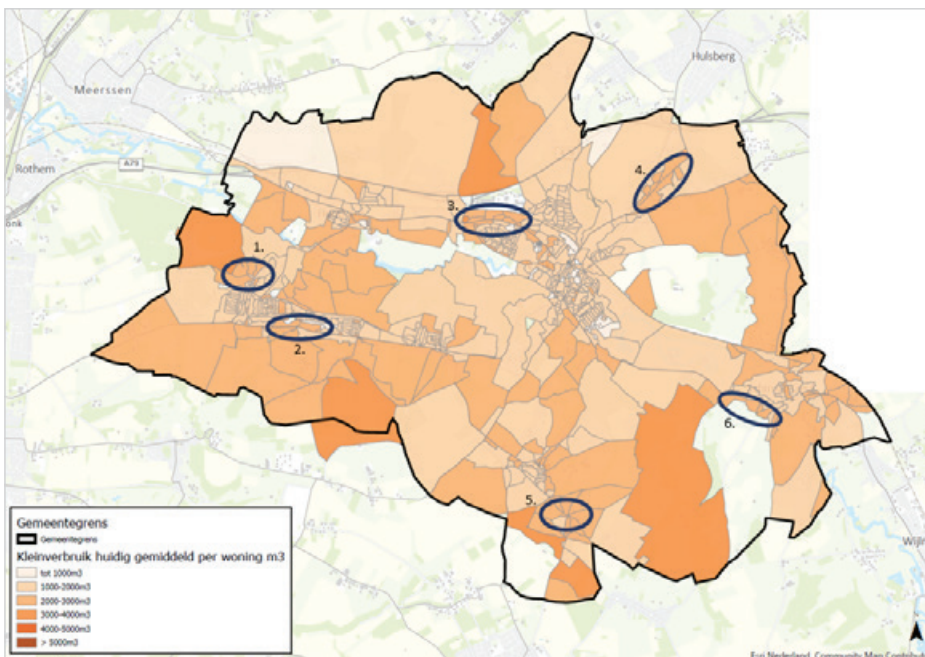 Hulsberg
Meerssen
A79
Rothem
4.
3.
1.
2.
6.
5.
Gemeentegrens
Gemeentegrens
Kleinverbruik huidig gemiddeld per woning m3
tot 1000m3
1000-2000m3
2000-3000m3
3000-4000m3
4000-5000m3
> 5000m3
Wijlr
Esri Nederland, Community Map Contribut